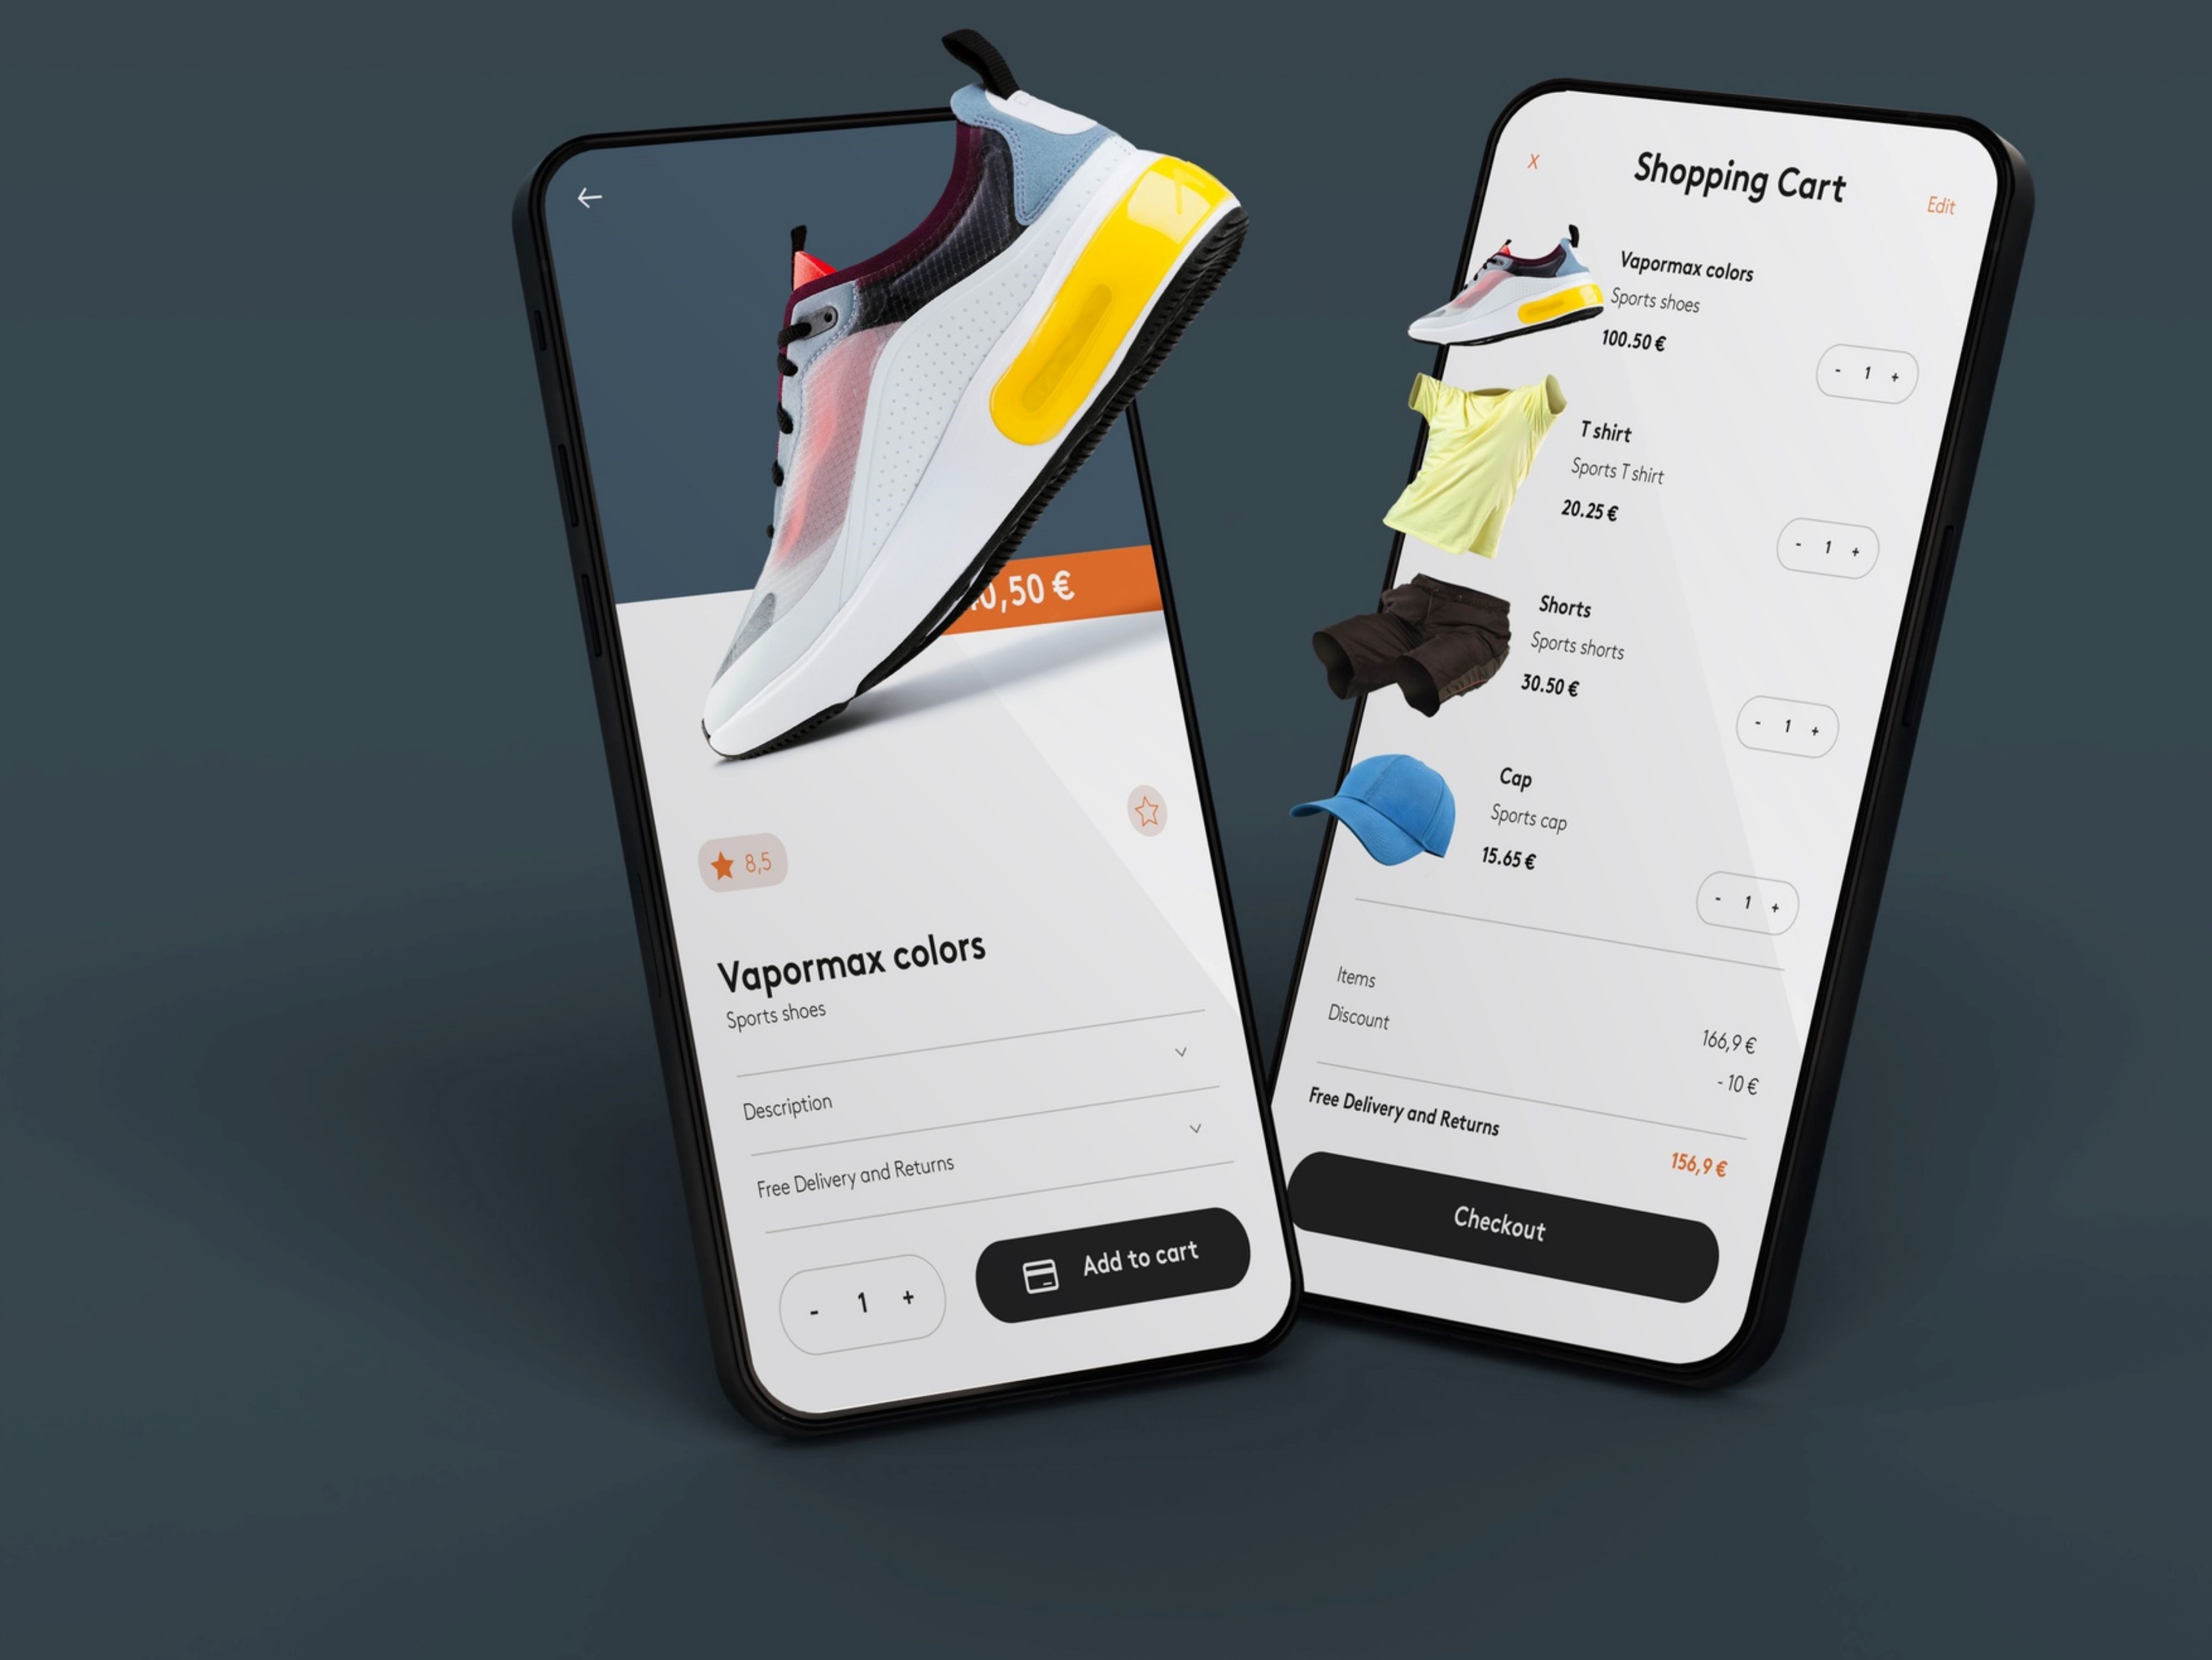 0,50 €
8,5
Vapormax colors
Sports shoes
Description
Free Delivery and Returns
- 1 +
Add to cart
X
Shopping Cart
Edit
Vapormax colors
Sports shoes
100.50 €
- 1 +
T shirt
Sports T shirt
20.25 €
- 1 +
Shorts
Sports shorts
30.50 €
- 1 +
Cap
Sports cap
15.65 €
- 1 +
Items
166,9 €
Discount
- 10 €
Free Delivery and Returns
156,9 €
Checkout